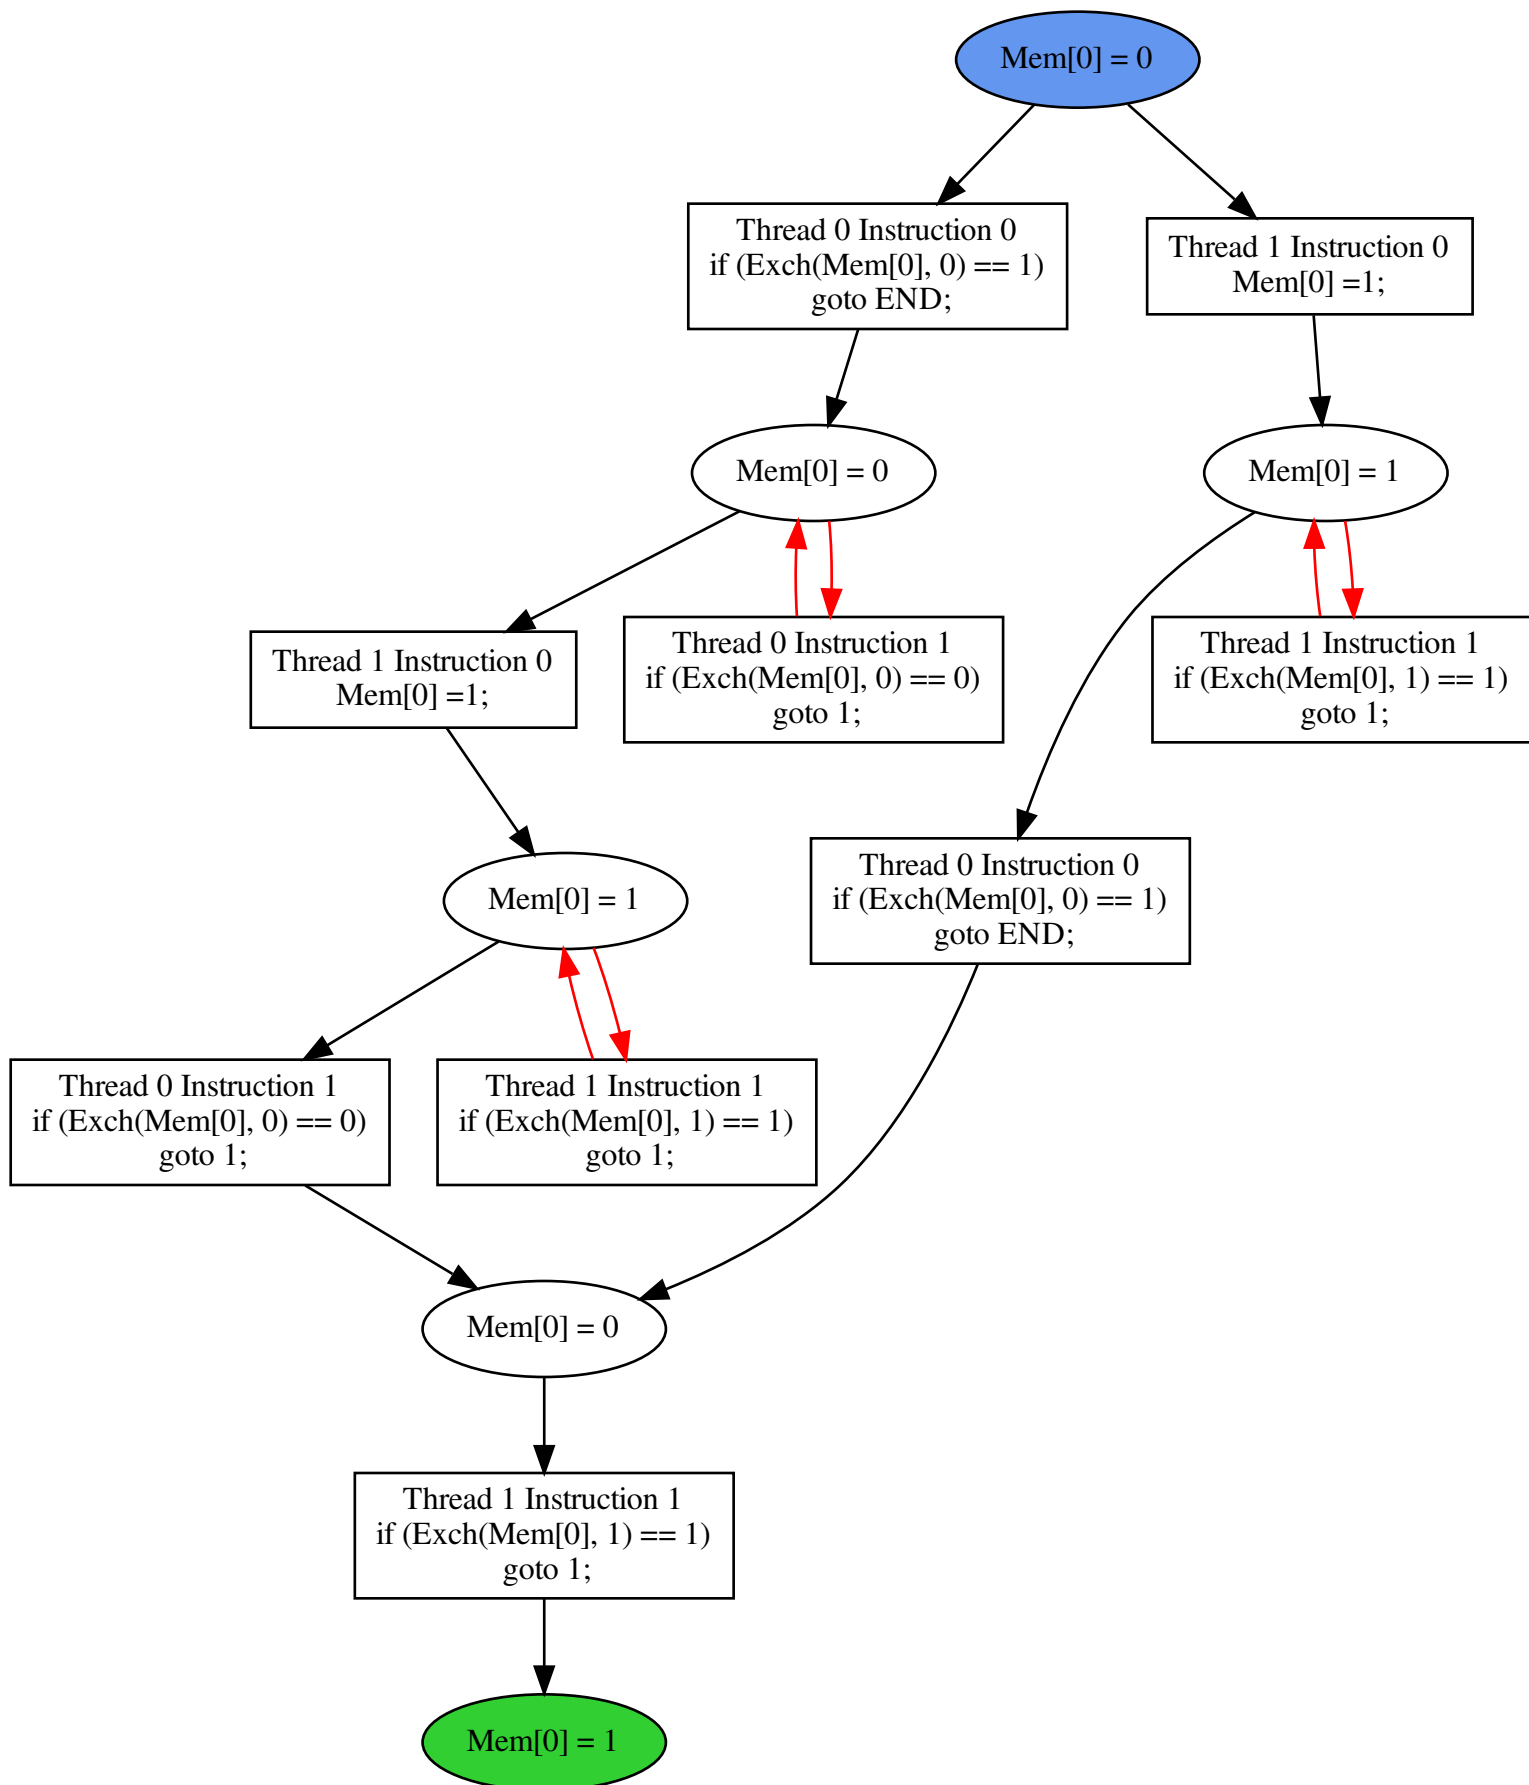 Mem[0] = 0
Thread 0 Instruction 0
if (Exch(Mem[0], 0) == 1)
goto END;
Thread 1 Instruction 0
Mem[0] =1;
Mem[0] = 0
Mem[0] = 1
Thread 1 Instruction 0
Mem[0] =1;
Thread 0 Instruction 1
if (Exch(Mem[0], 0) == 0)
goto 1;
Thread 1 Instruction 1
if (Exch(Mem[0], 1) == 1)
goto 1;
Mem[0] = 1
Thread 0 Instruction 0
if (Exch(Mem[0], 0) == 1)
goto END;
Thread 0 Instruction 1
if (Exch(Mem[0], 0) == 0)
goto 1;
Thread 1 Instruction 1
if (Exch(Mem[0], 1) == 1)
goto 1;
Mem[0] = 0
Thread 1 Instruction 1
if (Exch(Mem[0], 1) == 1)
goto 1;
Mem[0] = 1